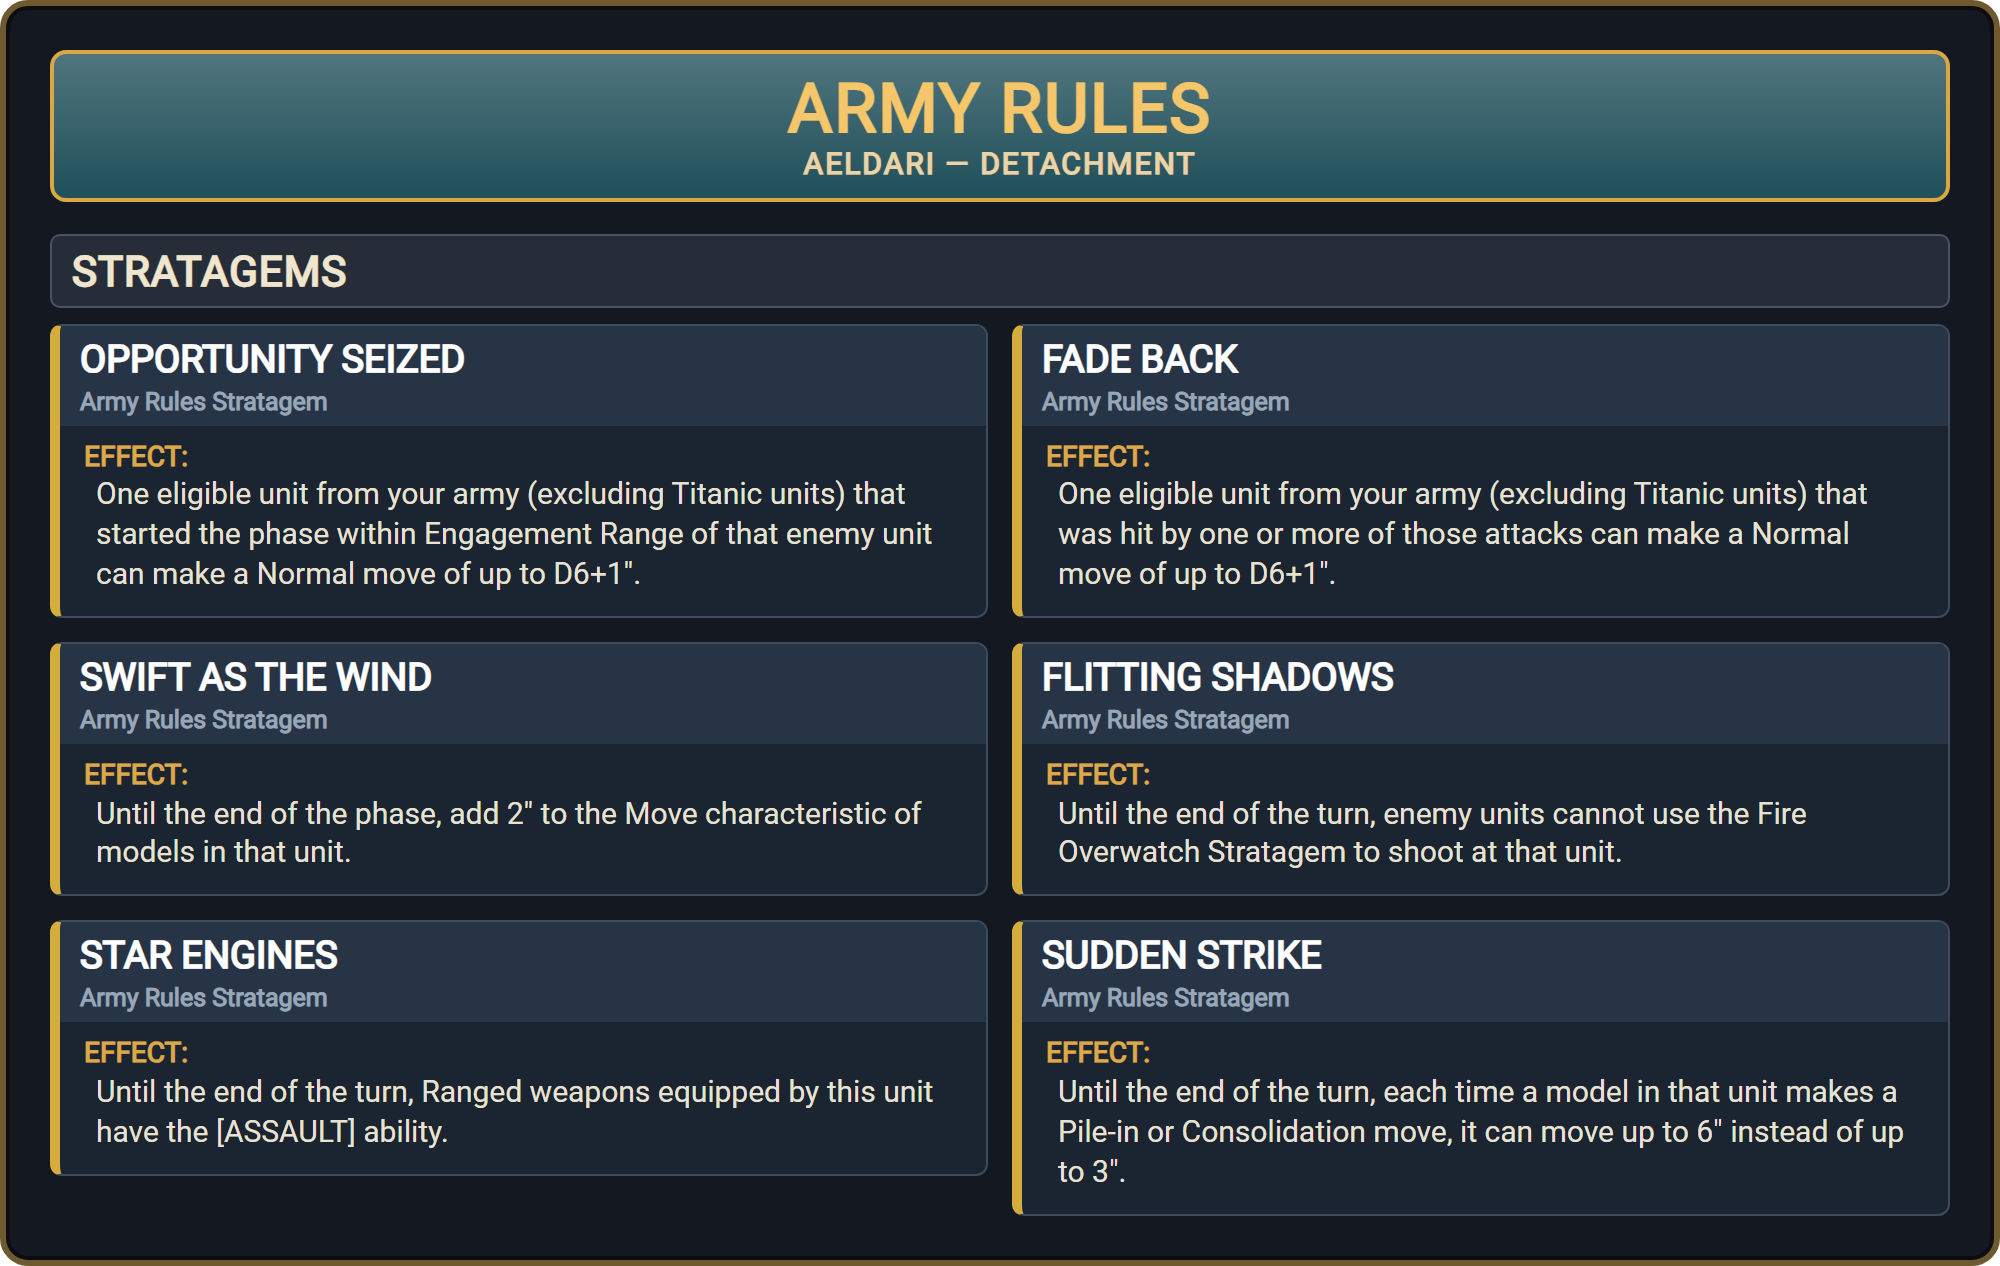 ARMY RULES
AELDARI — DETACHMENT
STRATAGEMS
OPPORTUNITY SEIZED
Army Rules Stratagem
EFFECT:
One eligible unit from your army (excluding Titanic units) that
started the phase within Engagement Range of that enemy unit
can make a Normal move of up to D6+1".
FADE BACK
Army Rules Stratagem
EFFECT:
One eligible unit from your army (excluding Titanic units) that
was hit by one or more of those attacks can make a Normal
move of up to D6+1".
SWIFT AS THE WIND
Army Rules Stratagem
EFFECT:
Until the end of the phase, add 2" to the Move characteristic of
models in that unit.
FLITTING SHADOWS
Army Rules Stratagem
EFFECT:
Until the end of the turn, enemy units cannot use the Fire
Overwatch Stratagem to shoot at that unit.
STAR ENGINES
Army Rules Stratagem
EFFECT:
Until the end of the turn, Ranged weapons equipped by this unit
have the [ASSAULT] ability.
SUDDEN STRIKE
Army Rules Stratagem
EFFECT:
Until the end of the turn, each time a model in that unit makes a
Pile-in or Consolidation move, it can move up to 6" instead of up
to 3".